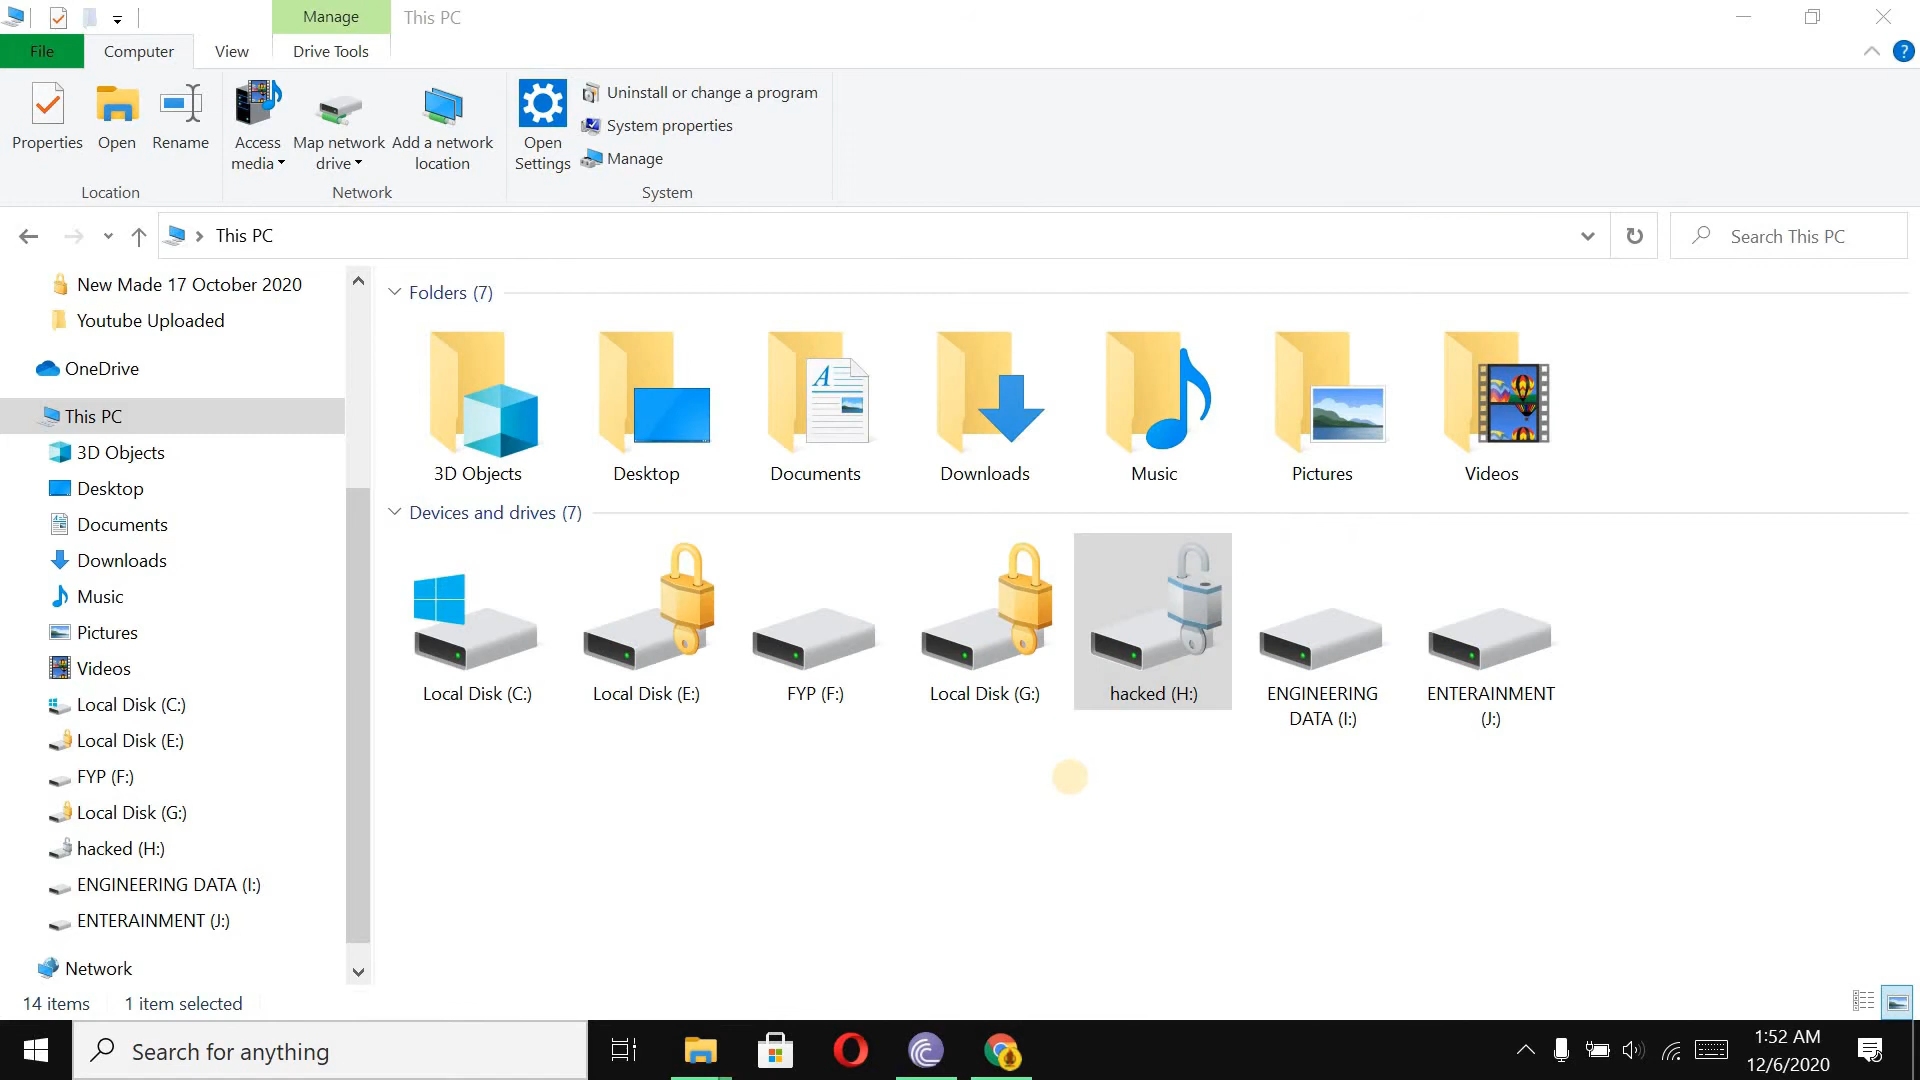 Manage
This PC
File
Computer
View
Drive Tools
?
Properties
Open
Rename
Access media
Map network drive
Add a network location
Open Settings
Uninstall or change a program
System properties
Manage
Location
Network
System
This PC
Search This PC
New Made 17 October 2020
Youtube Uploaded
OneDrive
This PC
3D Objects
Desktop
Documents
Downloads
Music
Pictures
Videos
Local Disk (C:)
Local Disk (E:)
FYP (F:)
Local Disk (G:)
hacked (H:)
ENGINEERING DATA (I:)
ENTERAINMENT (J:)
Network
Folders (7)
3D Objects
Desktop
A
Documents
Downloads
Music
Pictures
Videos
Devices and drives (7)
Local Disk (C:)
Local Disk (E:)
FYP (F:)
Local Disk (G:)
hacked (H:)
ENGINEERING
DATA (I:)
ENTERAINMENT
(J:)
14 items
1 item selected
Search for anything
1:52 AM
12/6/2020